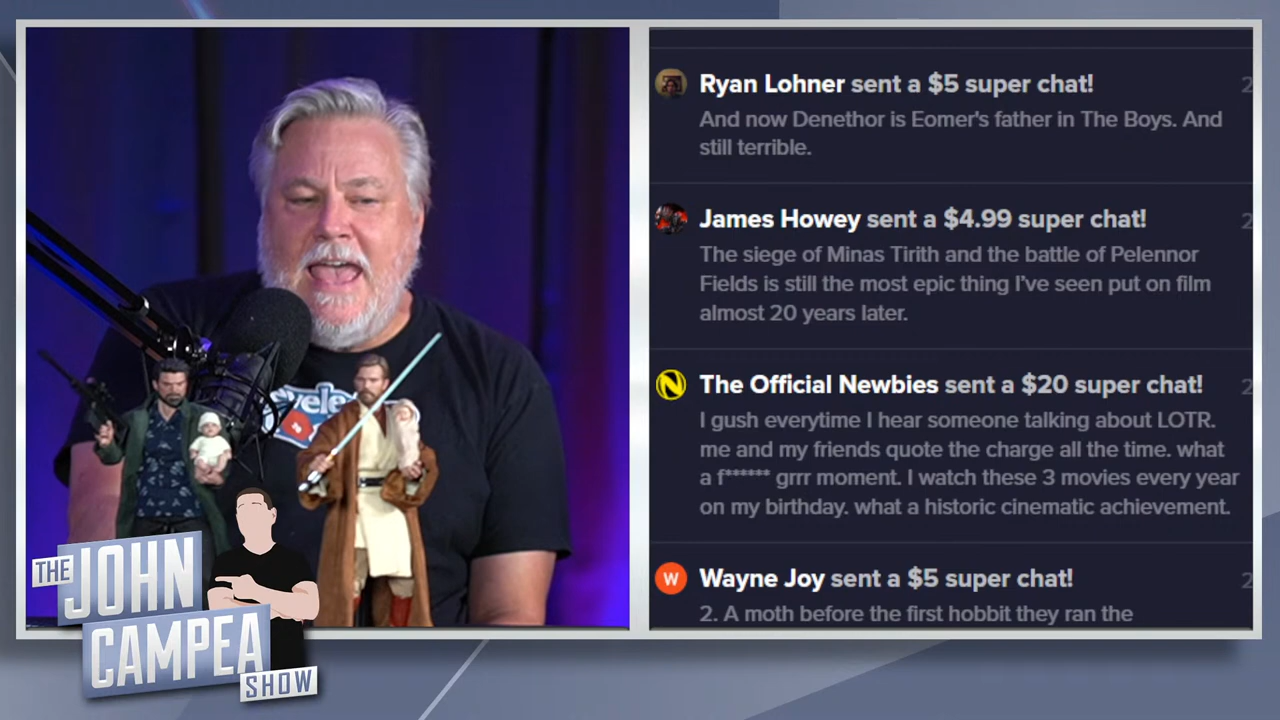 Ryan Lohner sent a $5 super chat!
And now Denethor is Eomer's father in The Boys. And
still terrible.
James Howey sent a $4.99 super chat!
The siege of Minas Tirith and the battle of Pelennor
Fields is still the most epic thing I've seen put on film
almost 20 years later.
The Official Newbies sent a $20 super chat!
I gush everytime I hear someone talking about LOTR.
me and my friends quote the charge all the time. what
a f****** grrr moment. I watch these 3 movies every year
on my birthday. what a historic cinematic achievement.
W
Wayne Joy sent a $5 super chat!
2. A moth before the first hobbit they ran the
THE
JOHN
CAMPEA
SHOW